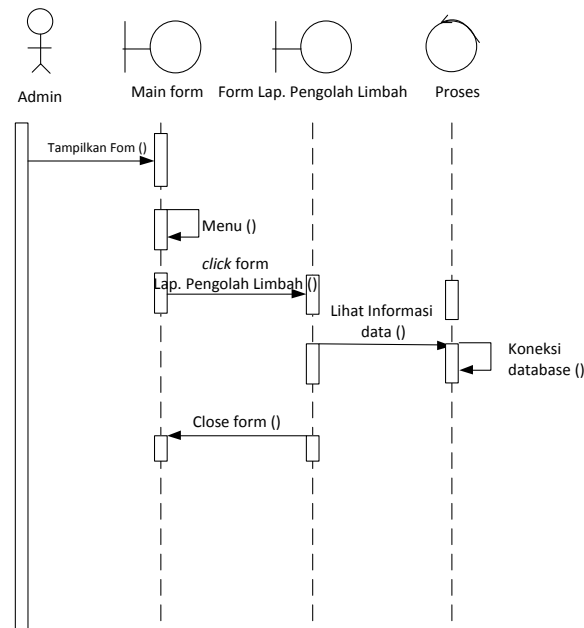 Admin
Main form
Form Lap. Pengolah Limbah
Proses
Tampilkan Fom ()
Menu ()
click form
Lap. Pengolah Limbah ()
Lihat Informasi
data ()
Koneksi
database ()
Close form ()